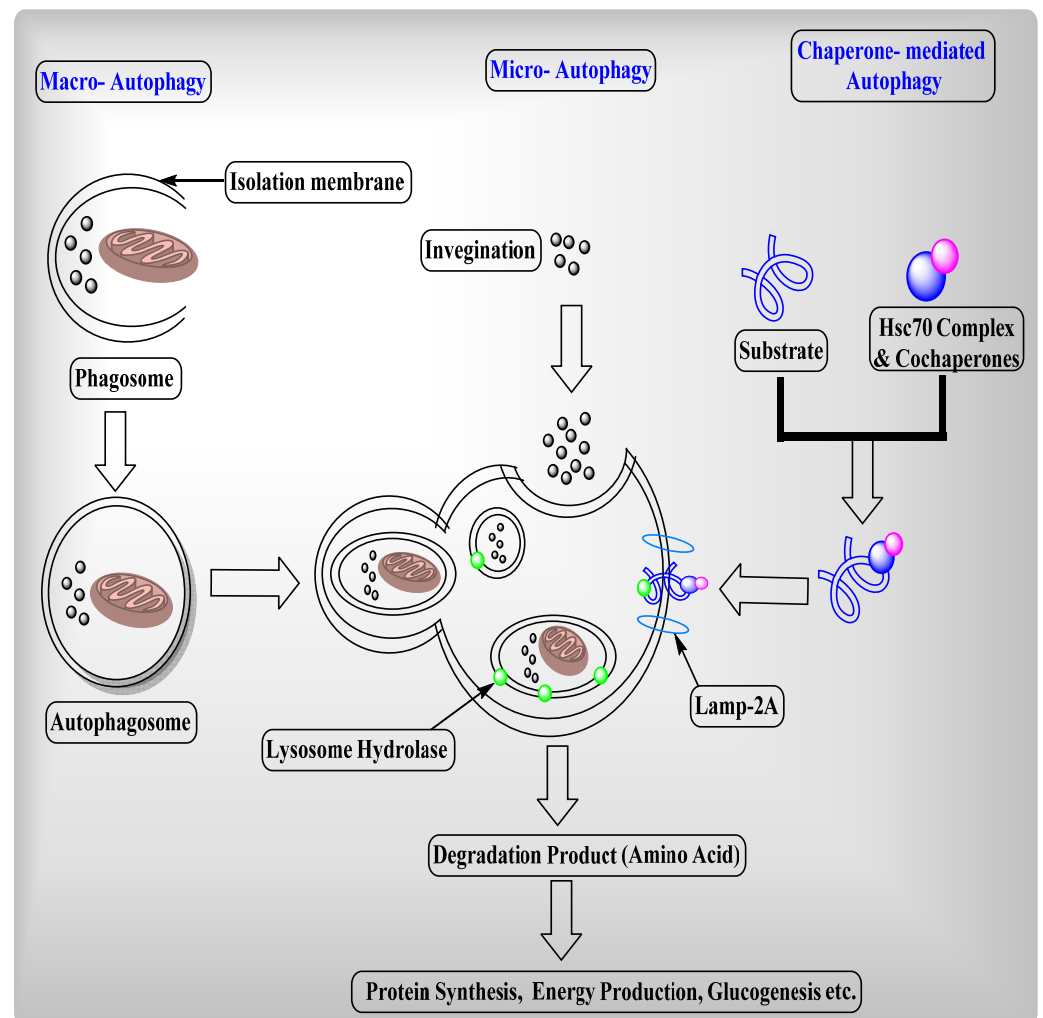 Macro- Autophagy
Micro- Autophagy
Chaperone- mediated
Autophagy
Isolation membrane
Invegination
Phagosome
Substrate
Hsc70 Complex
& Cochaperones
Autophagosome
Lysosome Hydrolase
Lamp-2A
Degradation Product (Amino Acid)
Protein Synthesis, Energy Production, Glucogenesis etc.